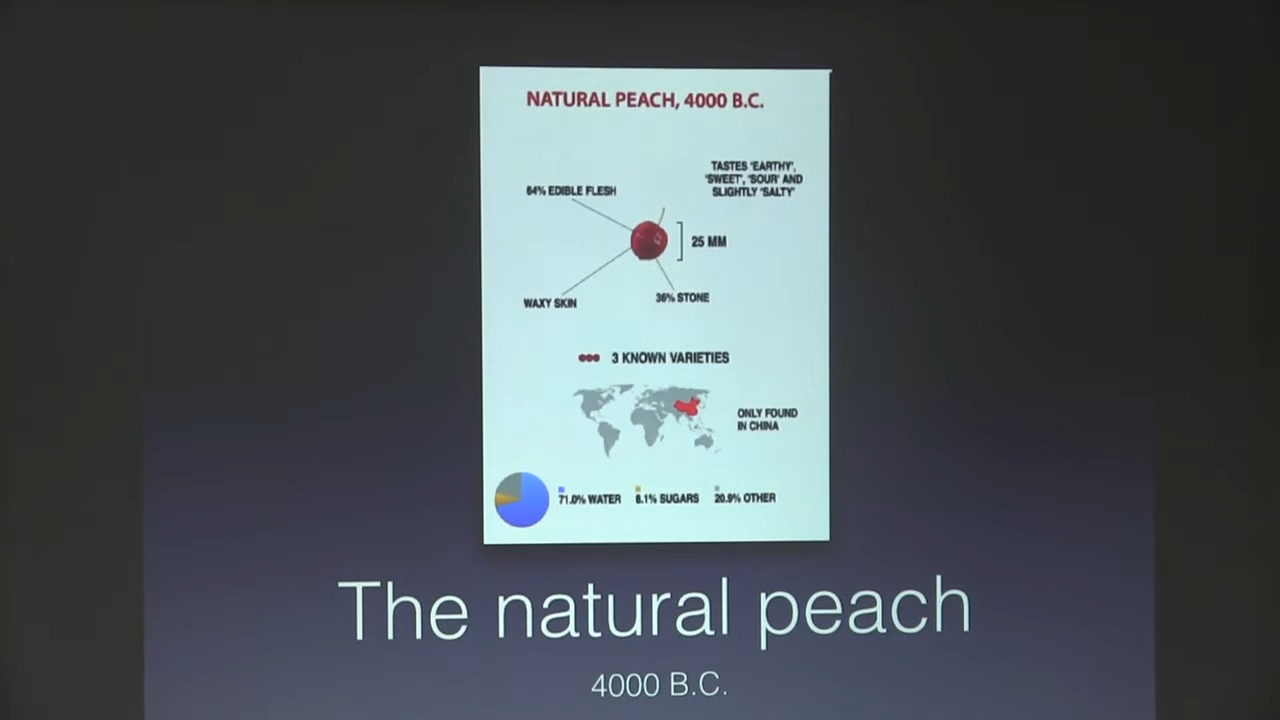 NATURAL PEACH, 4000 B.C.
TASTES 'EARTHY',
'SWEET', 'SOUR' AND
SLIGHTLY 'SALTY'
64% EDIBLE FLESH
25 MM
WAXY SKIN
36% STONE
3 KNOWN VARIETIES
ONLY FOUND
IN CHINA
71.0% WATER
8.1% SUGARS
20.9% OTHER
The natural peach
4000 B.C.